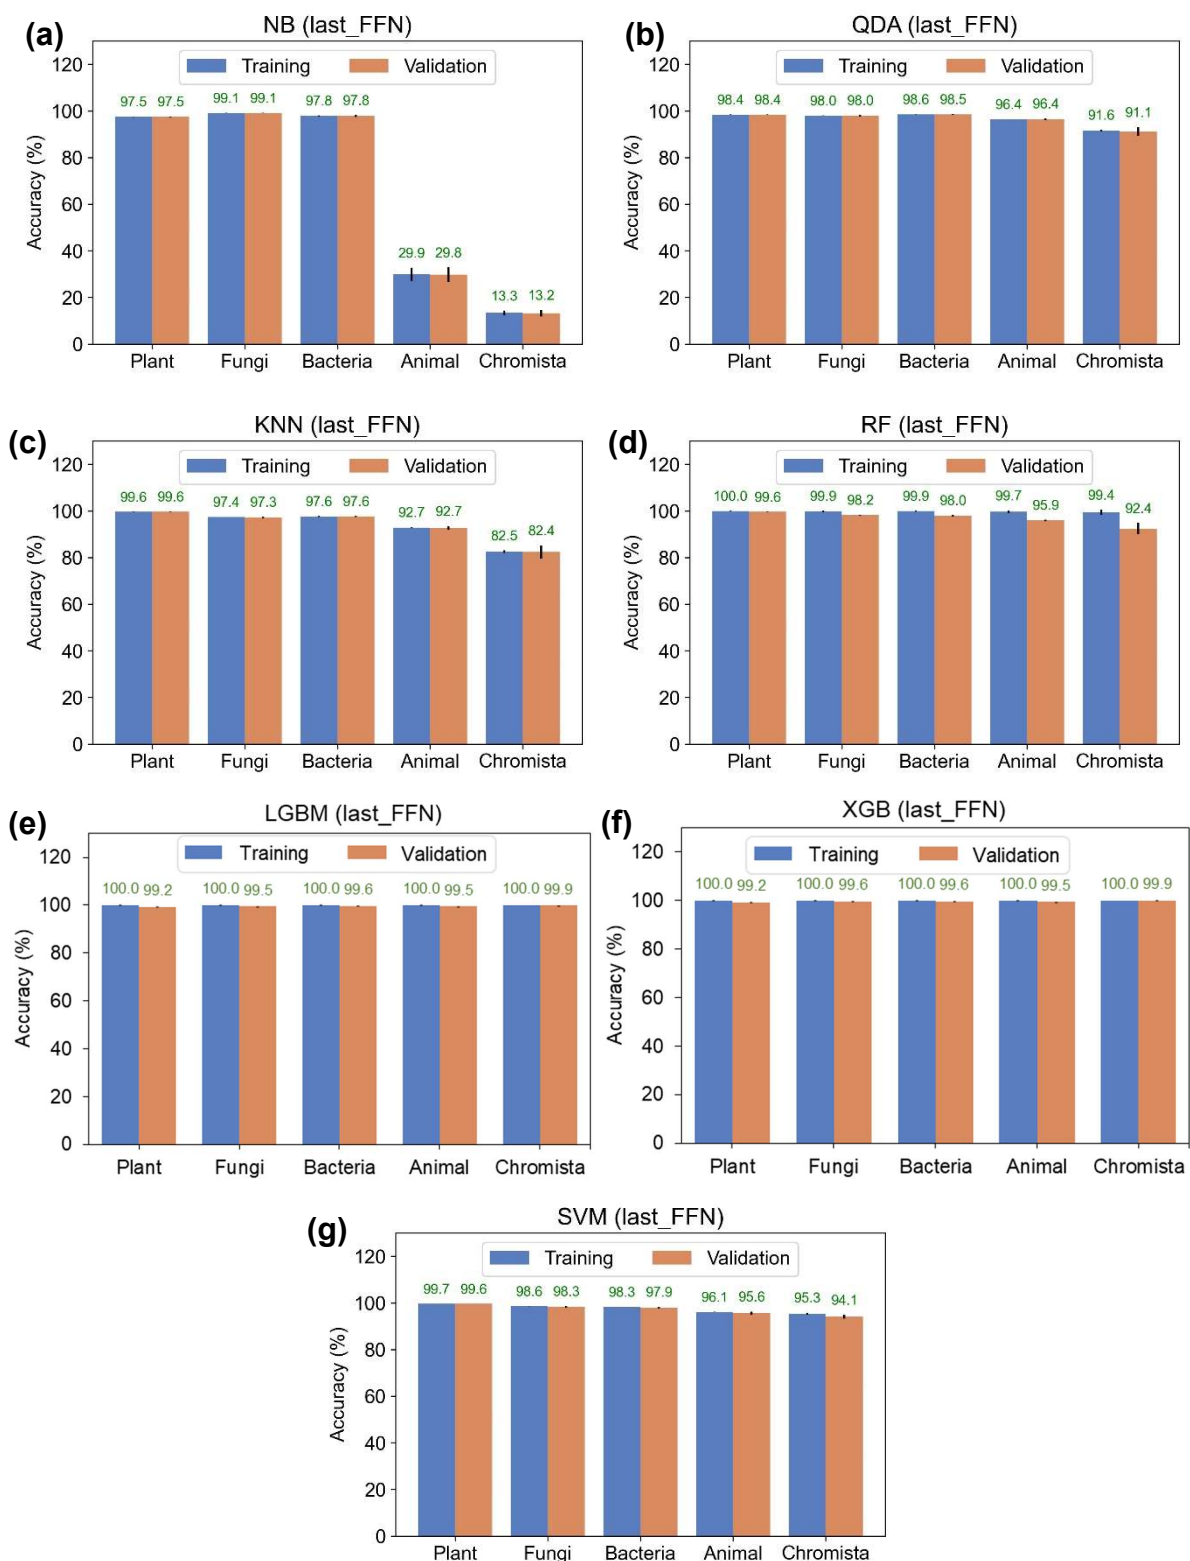 (a)
NB (last_FFN)
Training Validation
Accuracy (%)
120
100
80
60
40
20
0
97.5 97.5 99.1 99.1 97.8 97.8 29.9 29.8 13.3 13.2
Plant Fungi Bacteria Animal Chromista
(b)
QDA (last_FFN)
Training Validation
Accuracy (%)
120
100
80
60
40
20
0
98.4 98.4 98.0 98.0 98.6 98.5 96.4 96.4 91.6 91.1
Plant Fungi Bacteria Animal Chromista
(c)
KNN (last_FFN)
Training Validation
Accuracy (%)
120
100
80
60
40
20
0
99.6 99.6 97.4 97.3 97.6 97.6 92.7 92.7 82.5 82.4
Plant Fungi Bacteria Animal Chromista
(d)
RF (last_FFN)
Training Validation
Accuracy (%)
120
100
80
60
40
20
0
100.0 99.6 99.9 98.2 99.9 98.0 99.7 95.9 99.4 92.4
Plant Fungi Bacteria Animal Chromista
(e)
LGBM (last_FFN)
Training Validation
Accuracy (%)
120
100
80
60
40
20
0
100.0 99.2 100.0 99.5 100.0 99.6 100.0 99.5 100.0 99.9
Plant Fungi Bacteria Animal Chromista
(f)
XGB (last_FFN)
Training Validation
Accuracy (%)
120
100
80
60
40
20
0
100.0 99.2 100.0 99.6 100.0 99.6 100.0 99.5 100.0 99.9
Plant Fungi Bacteria Animal Chromista
(g)
SVM (last_FFN)
Training Validation
Accuracy (%)
120
100
80
60
40
20
0
99.7 99.6 98.6 98.3 98.3 97.9 96.1 95.6 95.3 94.1
Plant Fungi Bacteria Animal Chromista